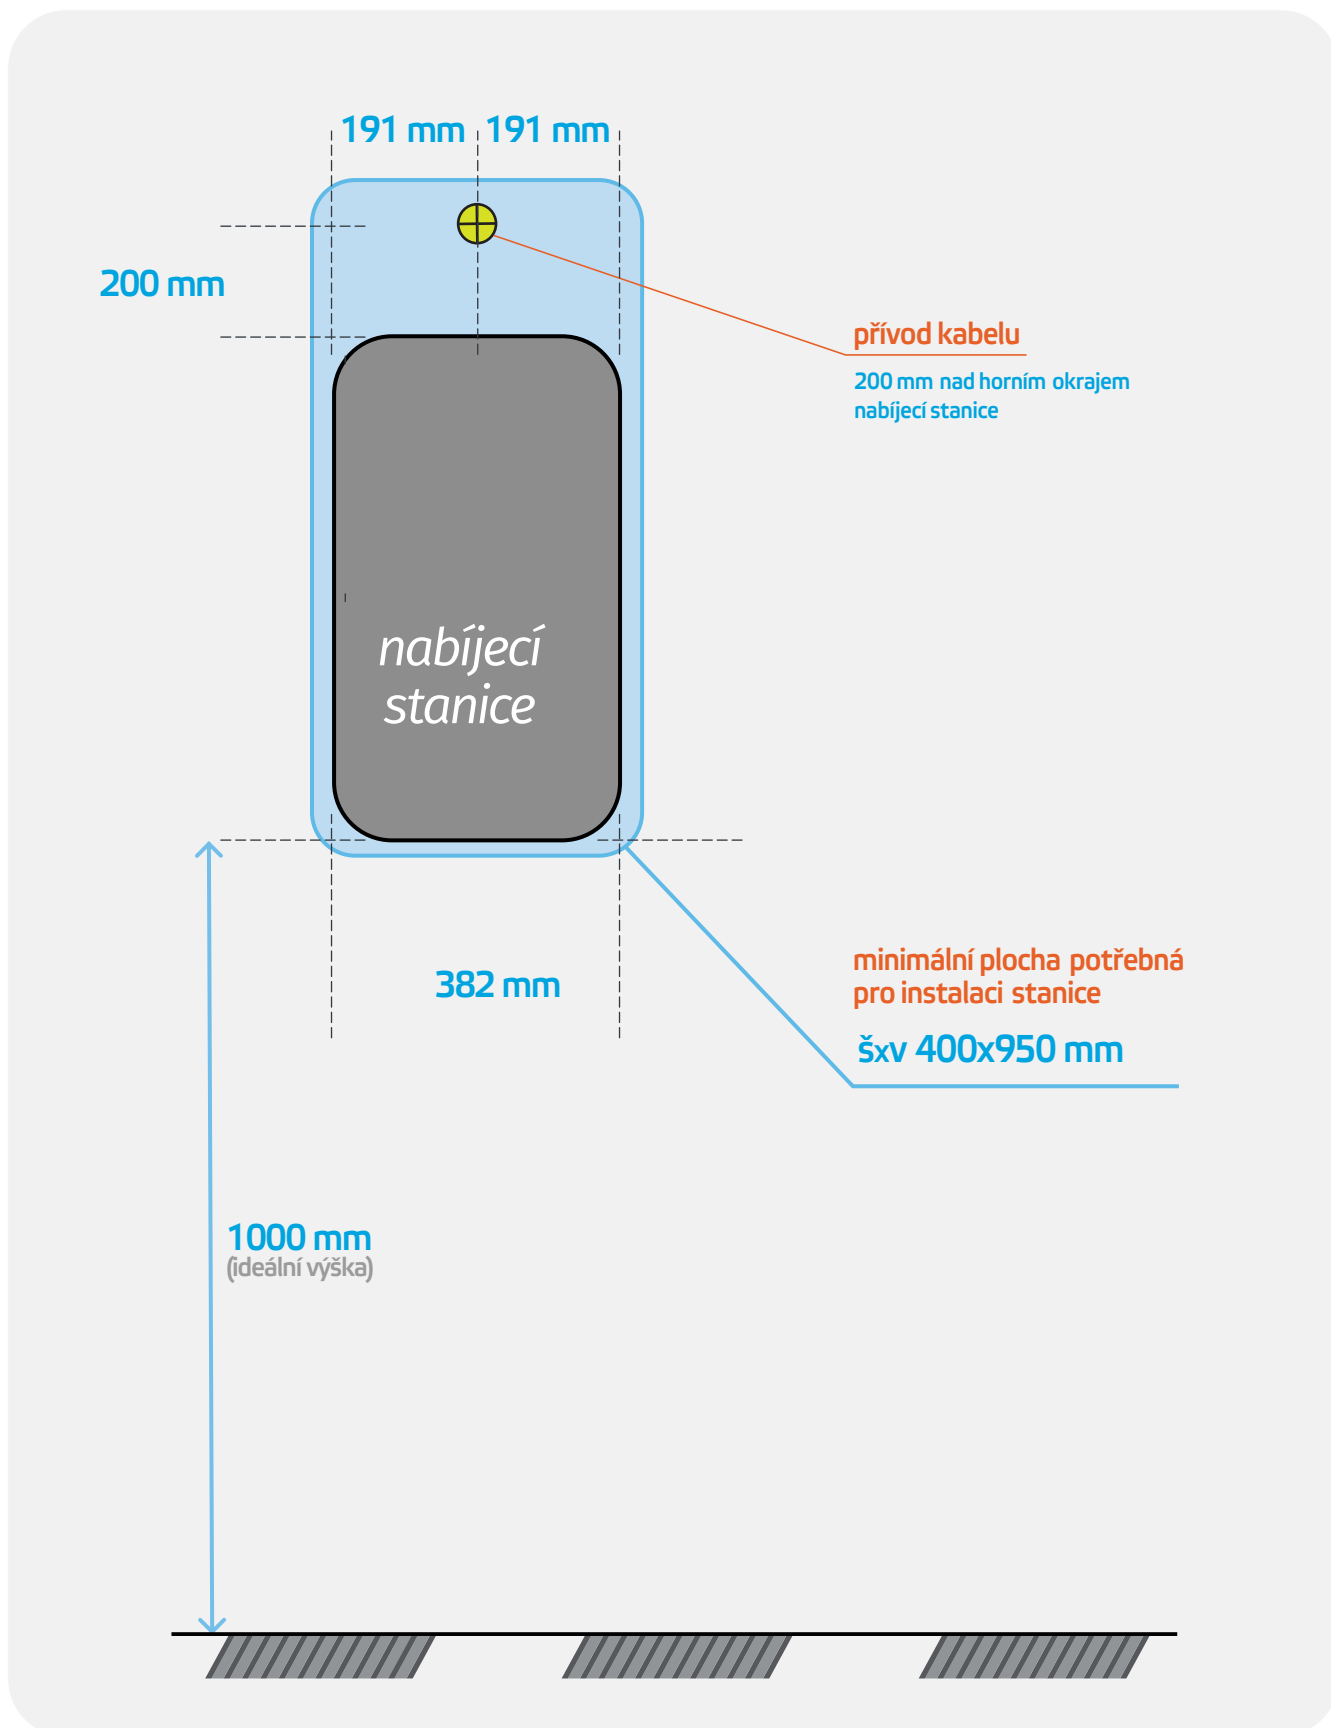 191 mm 191 mm
200 mm
přívod kabelu
200 mm nad horním okrajem
nabíjecí stanice
nabíjecí
stanice
382 mm
minimální plocha potřebná
pro instalaci stanice
šxv 400x950 mm
1000 mm
(ideální výška)